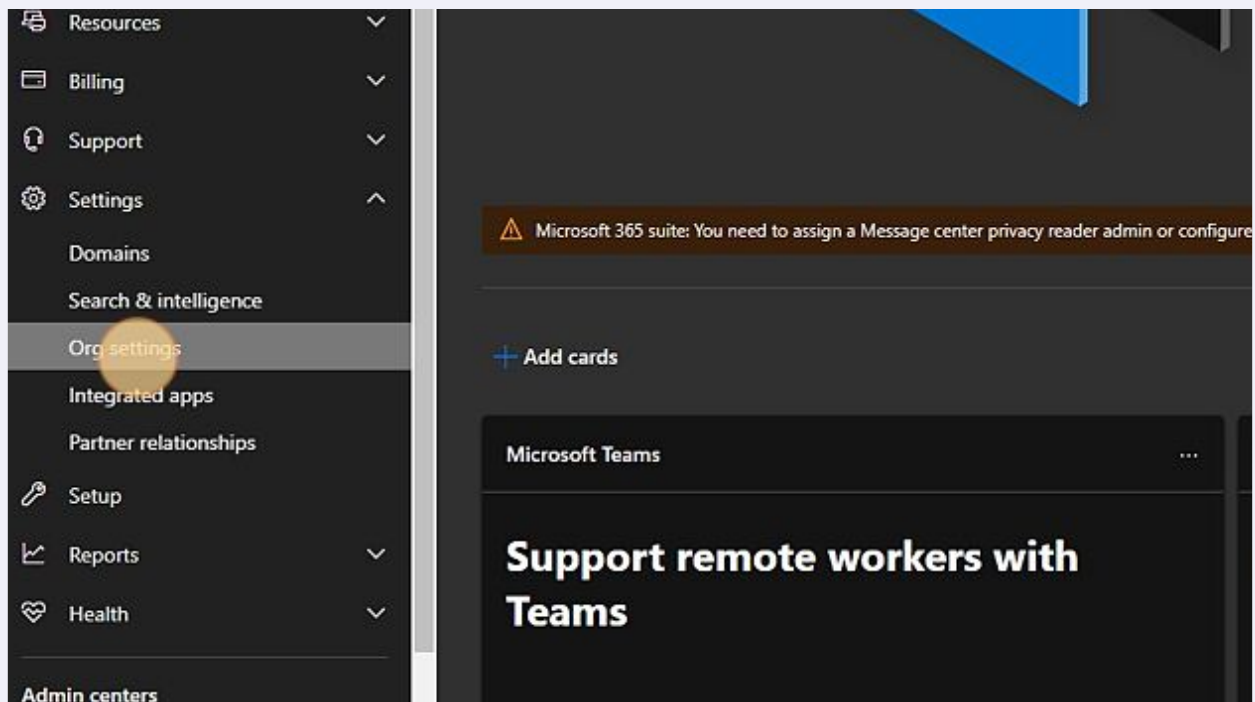 Resources
Billing
Support
Settings
Domains
Search & intelligence
Org settings
Integrated apps
Partner relationships
Setup
Reports
Health
Admin centers
Microsoft 365 suite: You need to assign a Message center privacy reader admin or configure
Add cards
Microsoft Teams
Support remote workers with
Teams